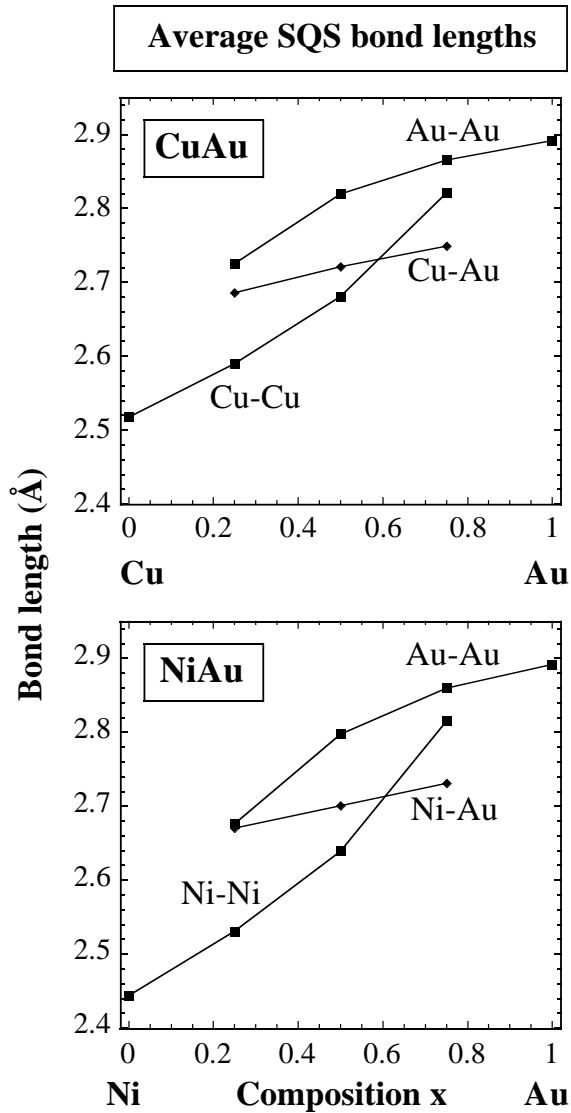 Average SQS bond lengths
CuAu
Au-Au
Cu-Au
Cu-Cu
2.9
2.8
2.7
2.6
2.5
2.4
0 0.2 0.4 0.6 0.8 1
Cu Au
Bond length (Å)
NiAu
Au-Au
Ni-Au
Ni-Ni
2.9
2.8
2.7
2.6
2.5
2.4
0 0.2 0.4 0.6 0.8 1
Ni Composition x Au